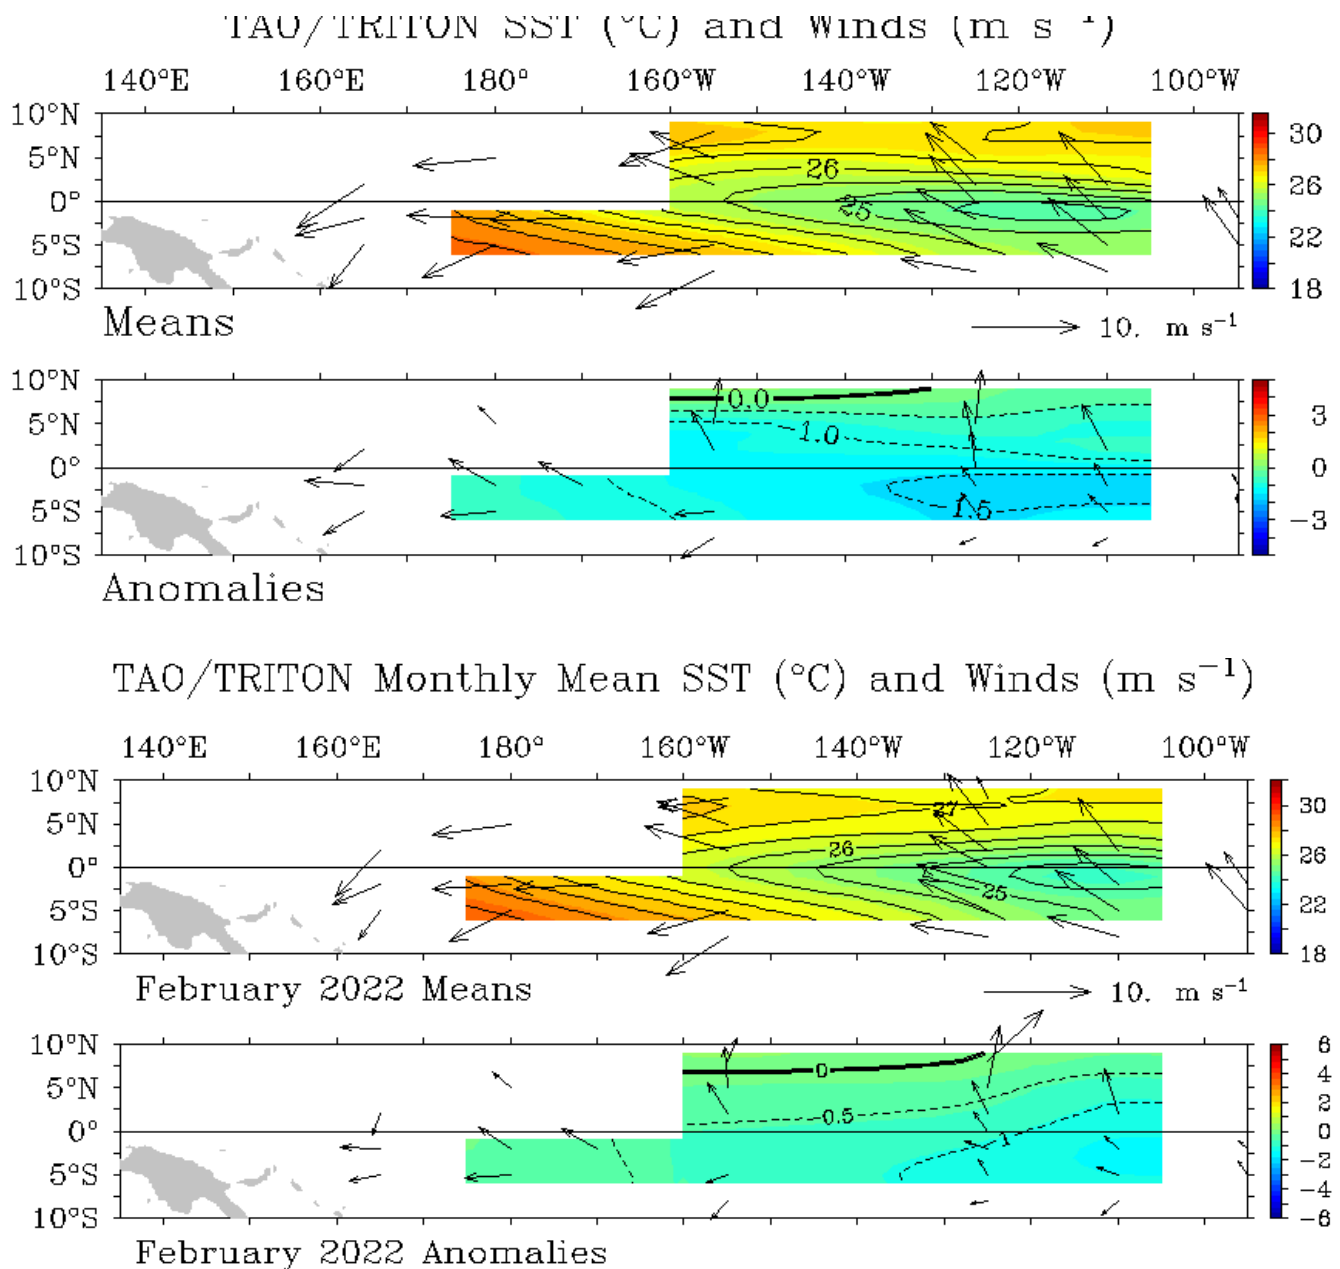 TAO/TRITON SST (°C) and Winds (m s⁻¹)
140°E 160°E 180° 160°W 140°W 120°W 100°W
10°N
5°N
0°
5°S
10°S
26
25
30
26
22
18
Means
10. m s⁻¹
10°N
5°N
0°
5°S
10°S
0.0
-1.0
1.5
3
0
-3
Anomalies
TAO/TRITON Monthly Mean SST (°C) and Winds (m s⁻¹)
140°E 160°E 180° 160°W 140°W 120°W 100°W
10°N
5°N
0°
5°S
10°S
27
26
25
30
26
22
18
February 2022 Means
10. m s⁻¹
10°N
5°N
0°
5°S
10°S
0
-0.5
1
6
4
2
0
-2
-4
-6
February 2022 Anomalies